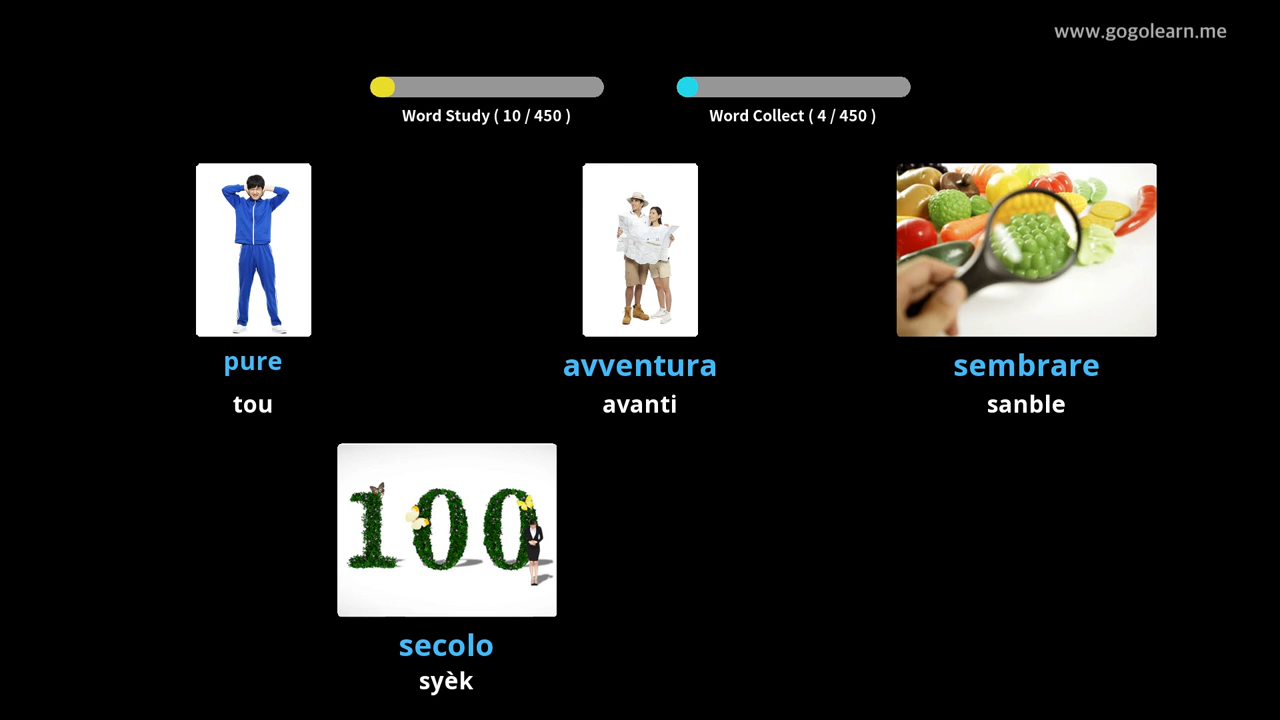 www.gogolearn.me
Word Study ( 10 / 450 )
Word Collect ( 4 / 450 )
pure
avventura
sembrare
tou
avanti
sanble
100
secolo
syèk